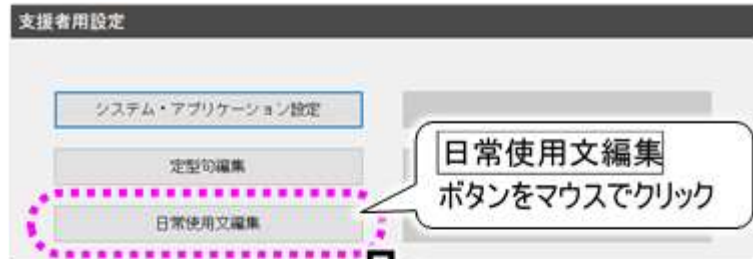 支援者用設定
システム・アプリケーション設定
定型句編集
日常使用文編集
日常使用文編集
ボタンをマウスでクリック